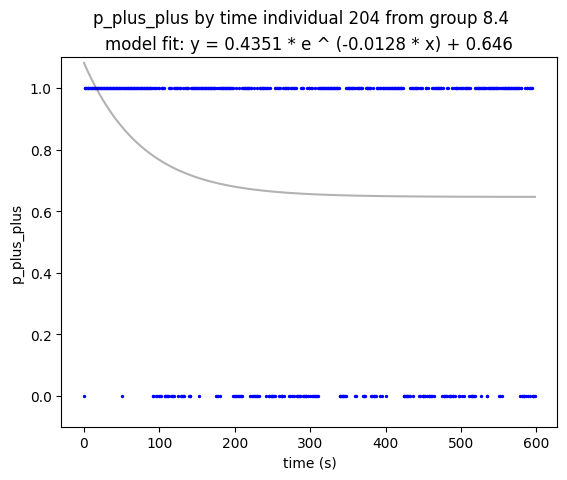 p_plus_plus by time individual 204 from group 8.4
model fit: y = 0.4351 * e ^ (-0.0128 * x) + 0.646
1.0
0.8
0.6
0.4
0.2
0.0
p_plus_plus
0 100 200 300 400 500 600
time (s)